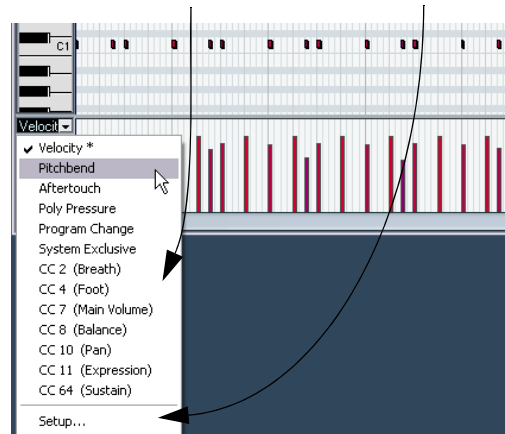 C1
Velocit
Velocity *
Pitchbend
Aftertouch
Poly Pressure
Program Change
System Exclusive
CC 2 (Breath)
CC 4 (Foot)
CC 7 (Main Volume)
CC 8 (Balance)
CC 10 (Pan)
CC 11 (Expression)
CC 64 (Sustain)
Setup...